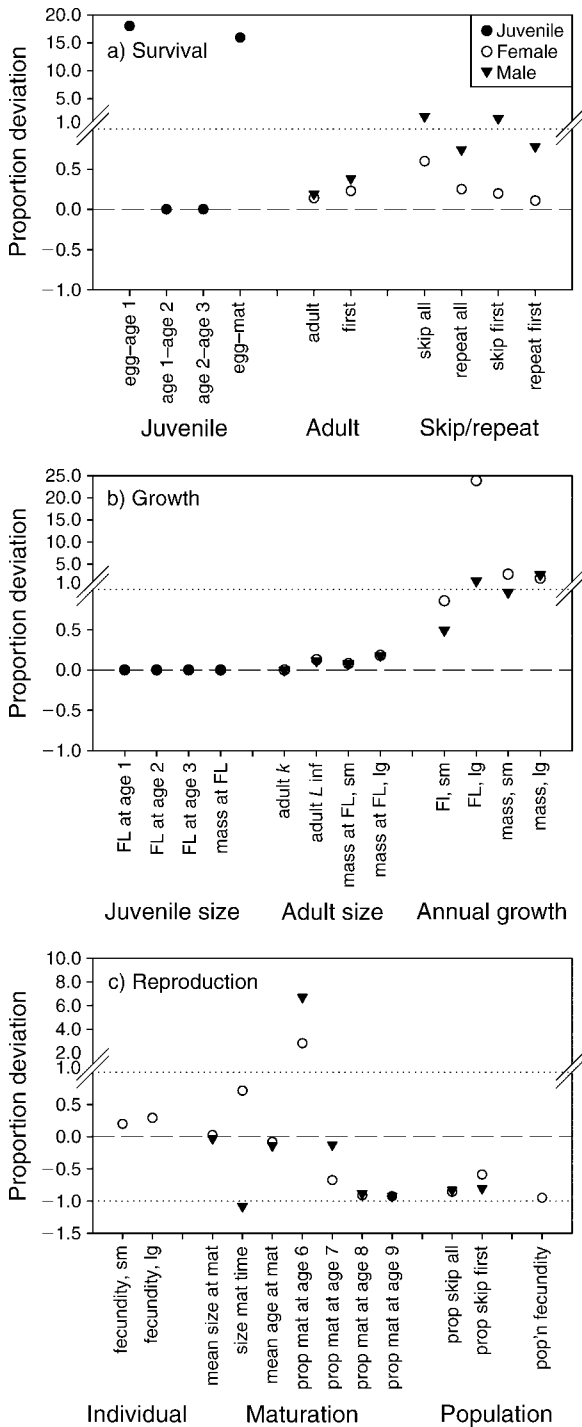 20.0
15.0
10.0
5.0
1.0
0.5
0.0
−0.5
−1.0
Proportion deviation
a) Survival
Juvenile
Female
Male
egg–age 1
age 1–age 2
age 2–age 3
egg–mat
adult
first
skip all
repeat all
skip first
repeat first
Juvenile
Adult
Skip/repeat
25.0
20.0
15.0
5.0
1.0
0.5
0.0
−0.5
−1.0
Proportion deviation
b) Growth
FL at age 1
FL at age 2
FL at age 3
mass at FL
adult k
adult L inf
mass at FL, sm
mass at FL, lg
Fl, sm
FL, lg
mass, sm
mass, lg
Juvenile size
Adult size
Annual growth
10.0
8.0
6.0
4.0
2.0
1.0
0.5
0.0
−0.5
−1.0
−1.5
Proportion deviation
c) Reproduction
fecundity, sm
fecundity, lg
mean size at mat
size mat time
mean age at mat
prop mat at age 6
prop mat at age 7
prop mat at age 8
prop mat at age 9
prop skip all
prop skip first
pop'n fecundity
Individual
Maturation
Population